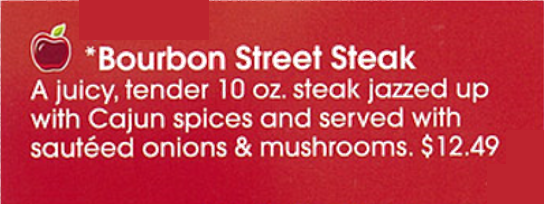 *Bourbon Street Steak
A juicy, tender 10 oz. steak jazzed up
with Cajun spices and served with
sautéed onions & mushrooms. $12.49